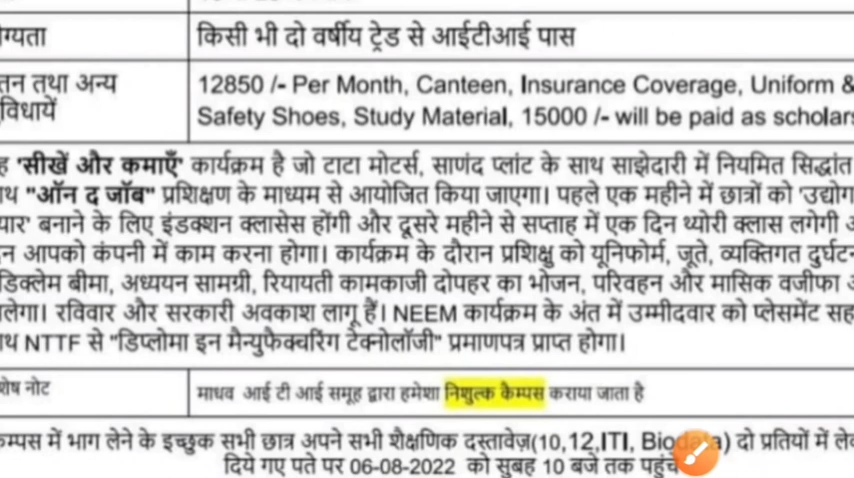 ग्यता किसी भी दो वर्षीय ट्रेड से आईटीआई पास
तन तथा अन्य
विधायें
12850 /- Per Month, Canteen, Insurance Coverage, Uniform &
Safety Shoes, Study Material, 15000 /- will be paid as scholars
ह 'सीखें और कमाएँ' कार्यक्रम है जो टाटा मोटर्स, साणंद प्लांट के साथ साझेदारी में नियमित सिद्धांत
थ "ऑन द जॉब" प्रशिक्षण के माध्यम से आयोजित किया जाएगा। पहले एक महीने में छात्रों को 'उद्योग
यार' बनाने के लिए इंडक्शन क्लासेस होंगी और दूसरे महीने से सप्ताह में एक दिन थ्योरी क्लास लगेगी
न आपको कंपनी में काम करना होगा। कार्यक्रम के दौरान प्रशिक्षु को यूनिफोर्म, जूते, व्यक्तिगत दुर्घटन
डिक्लेम बीमा, अध्ययन सामग्री, रियायती कामकाजी दोपहर का भोजन, परिवहन और मासिक वजीफा
लेगा। रविवार और सरकारी अवकाश लागू हैं। NEEM कार्यक्रम के अंत में उम्मीदवार को प्लेसमेंट सह
थ NTTF से "डिप्लोमा इन मैन्युफैक्चरिंग टेक्नोलॉजी" प्रमाणपत्र प्राप्त होगा।
शेष नोट माधव आई टी आई समूह द्वारा हमेशा निशुल्क कैम्पस कराया जाता है
कम्पस में भाग लेने के इच्छुक सभी छात्र अपने सभी शैक्षणिक दस्तावेज़(10,12,ITI, Biodata) दो प्रतियों में लेक
दिये गए पते पर 06-08-2022 को सुबह 10 बजे तक पहुंचे